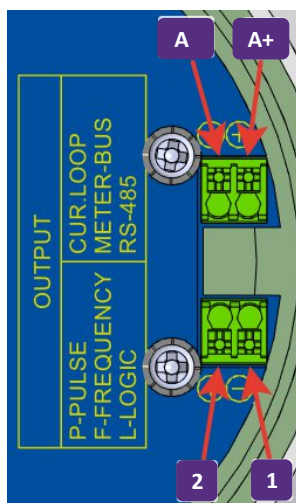 A A+
OUTPUT
CUR.LOOP
METER-BUS
RS-485
P-PULSE
F-FREQUENCY
L-LOGIC
2 1